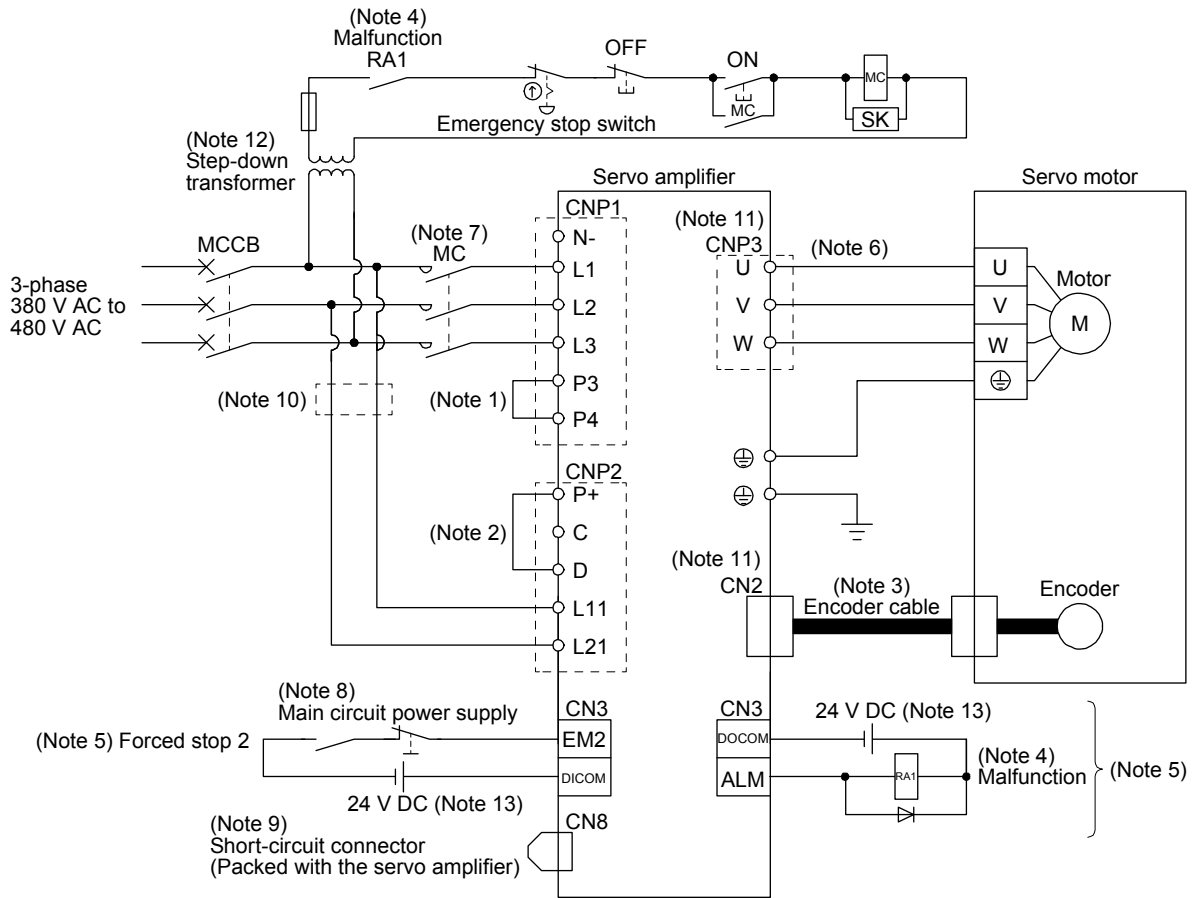 (Note 4)
Malfunction
RA1
OFF
ON
MC
MC
SK
Emergency stop switch
(Note 12)
Step-down
transformer
Servo amplifier
Servo motor
CNP1
(Note 11)
CNP3
(Note 6)
MCCB
(Note 7)
MC
N-
L1
L2
L3
P3
P4
U
V
W
U
V
W
Motor
M
3-phase
380 V AC to
480 V AC
(Note 10)
(Note 1)
CNP2
P+
C
D
L11
L21
(Note 2)
(Note 11)
CN2
(Note 3)
Encoder cable
Encoder
(Note 8)
Main circuit power supply
(Note 5) Forced stop 2
CN3
EM2
DICOM
24 V DC (Note 13)
CN3
DOCOM
ALM
24 V DC (Note 13)
RA1
(Note 4)
Malfunction
(Note 5)
(Note 9)
Short-circuit connector
(Packed with the servo amplifier)
CN8